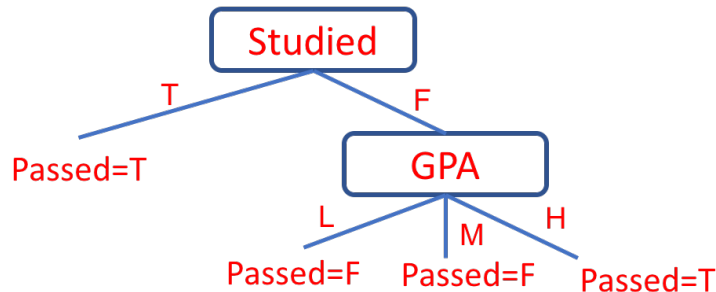 Studied
T
F
Passed=T
GPA
L
M
H
Passed=F
Passed=F
Passed=T